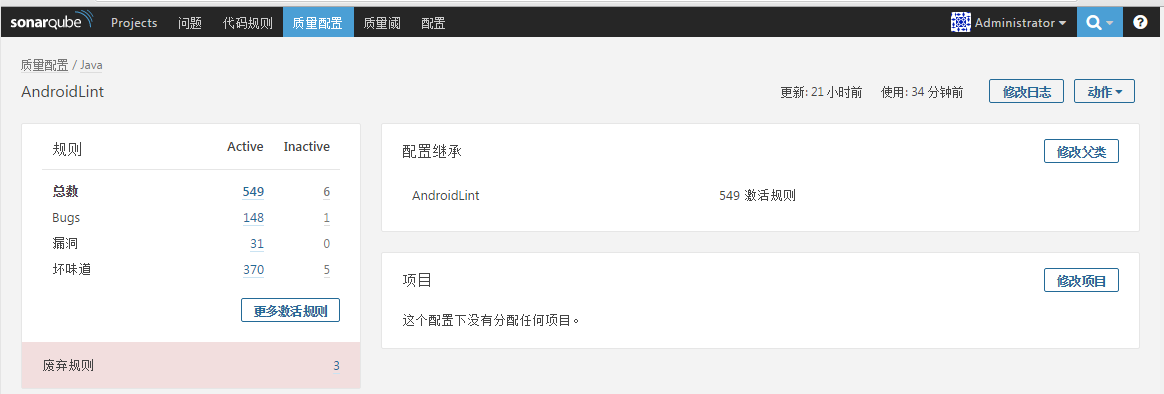 sonarqube Projects 问题 代码规则 质量配置 质量阈 配置 Administrator ?
质量配置 / Java
AndroidLint 更新: 21 小时前 使用: 34 分钟前 修改日志 动作
规则 Active Inactive
总数 549 6
Bugs 148 1
漏洞 31 0
坏味道 370 5
更多激活规则
废弃规则 3
配置继承 修改父类
AndroidLint 549 激活规则
项目 修改项目
这个配置下没有分配任何项目。